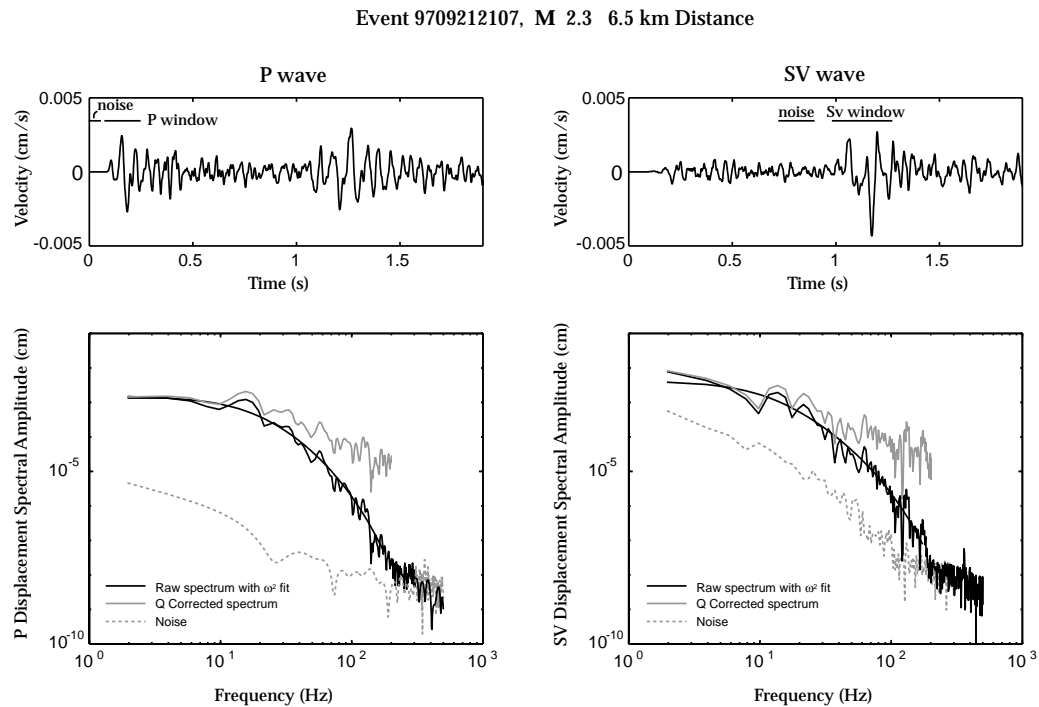 Event 9709212107, M 2.3 6.5 km Distance
P wave
0.005
0
-0.005
Velocity (cm/s)
noise
P window
0 0.5 1 1.5
Time (s)
SV wave
0.005
0
-0.005
Velocity (cm/s)
noise Sv window
0 0.5 1 1.5
Time (s)
P Displacement Spectral Amplitude (cm)
10-5
10-10
Raw spectrum with ω² fit
Q Corrected spectrum
Noise
10 0 10 1 10 2 10 3
Frequency (Hz)
SV Displacement Spectral Amplitude (cm)
10-5
10-10
Raw spectrum with ω² fit
Q Corrected spectrum
Noise
10 0 10 1 10 2 10 3
Frequency (Hz)